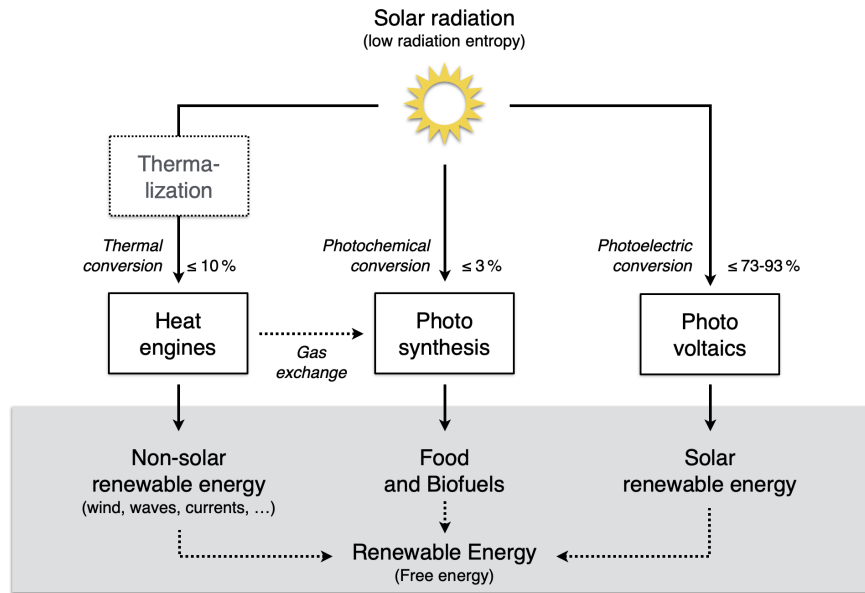 Solar radiation
(low radiation entropy)
Therma-
lization
Thermal
conversion
≤ 10 %
Photochemical
conversion
≤ 3 %
Photoelectric
conversion
≤ 73-93 %
Heat
engines
Gas
exchange
Photo
synthesis
Photo
voltaics
Non-solar
renewable energy
(wind, waves, currents, …)
Food
and Biofuels
Solar
renewable energy
Renewable Energy
(Free energy)